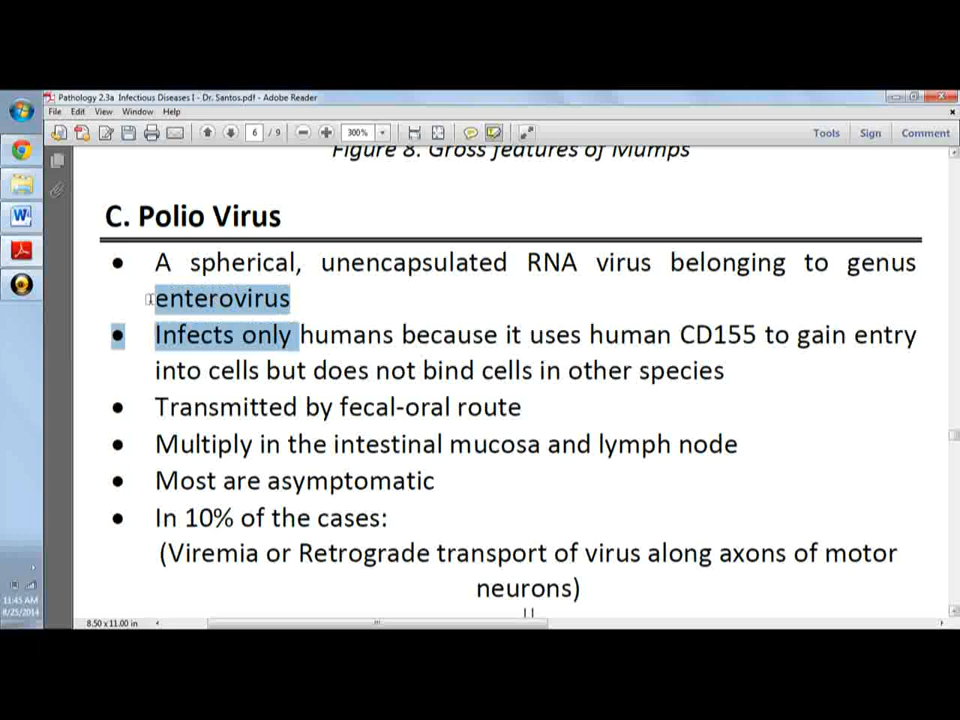 Pathology 2.3a Infectious Diseases I - Dr. Santos.pdf - Adobe Reader
File Edit View Window Help
6 / 9 300% Tools Sign Comment
Figure 8. Gross features of Mumps
C. Polio Virus
● A spherical, unencapsulated RNA virus belonging to genus
enterovirus
● Infects only humans because it uses human CD155 to gain entry
into cells but does not bind cells in other species
● Transmitted by fecal-oral route
● Multiply in the intestinal mucosa and lymph node
● Most are asymptomatic
● In 10% of the cases:
(Viremia or Retrograde transport of virus along axons of motor
neurons)
11:45 AM
8/25/2014
8.50 x 11.00 in